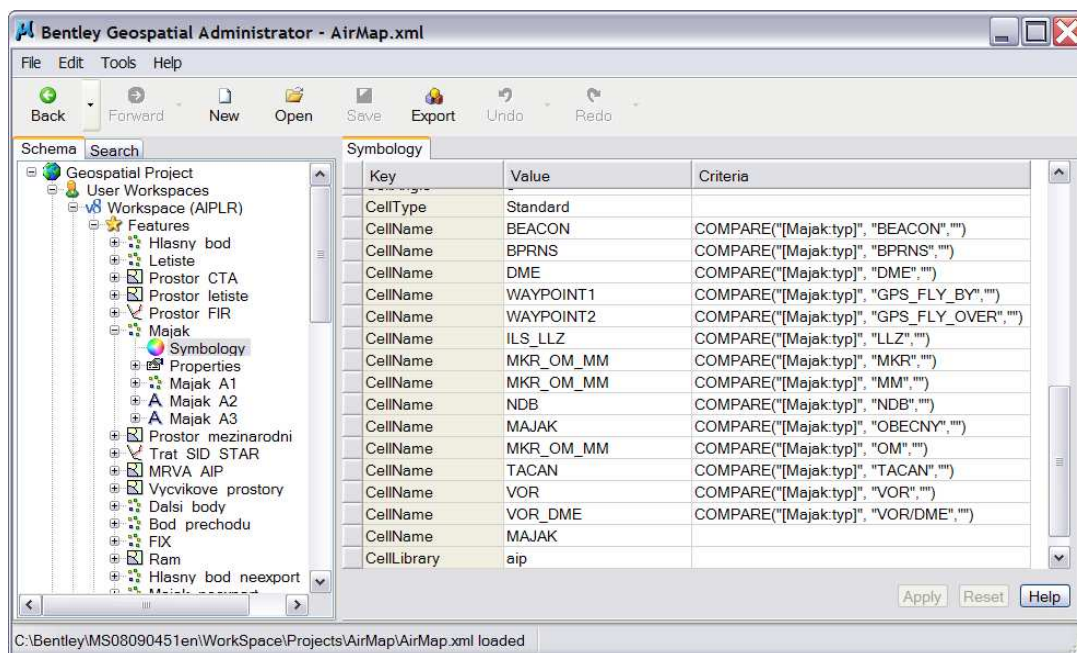 Bentley Geospatial Administrator - AirMap.xml
File Edit Tools Help
Back Forward New Open Save Export Undo Redo
Schema Search
Geospatial Project
User Workspaces
Workspace (AIPLR)
Features
Hlasny bod
Letiste
Prostor CTA
Prostor letiste
Prostor FIR
Majak
Symbology
Properties
Majak A1
Majak A2
Majak A3
Prostor mezinarodni
Trat SID STAR
MRVA AIP
Vycvikove prostory
Dalsi body
Bod prechodu
FIX
Ram
Hlasny bod neexport
Symbology
Key Value Criteria
CellType Standard
CellName BEACON COMPARE("[Majak:typ]", "BEACON","")
CellName BPRNS COMPARE("[Majak:typ]", "BPRNS","")
CellName DME COMPARE("[Majak:typ]", "DME","")
CellName WAYPOINT1 COMPARE("[Majak:typ]", "GPS_FLY_BY","")
CellName WAYPOINT2 COMPARE("[Majak:typ]", "GPS_FLY_OVER","")
CellName ILS_LLZ COMPARE("[Majak:typ]", "LLZ","")
CellName MKR_OM_MM COMPARE("[Majak:typ]", "MKR","")
CellName MKR_OM_MM COMPARE("[Majak:typ]", "MM","")
CellName NDB COMPARE("[Majak:typ]", "NDB","")
CellName MAJAK COMPARE("[Majak:typ]", "OBECNY","")
CellName MKR_OM_MM COMPARE("[Majak:typ]", "OM","")
CellName TACAN COMPARE("[Majak:typ]", "TACAN","")
CellName VOR COMPARE("[Majak:typ]", "VOR","")
CellName VOR_DME COMPARE("[Majak:typ]", "VOR/DME","")
CellName MAJAK
CellLibrary aip
Apply Reset Help
C:\Bentley\MS08090451en\WorkSpace\Projects\AirMap\AirMap.xml loaded